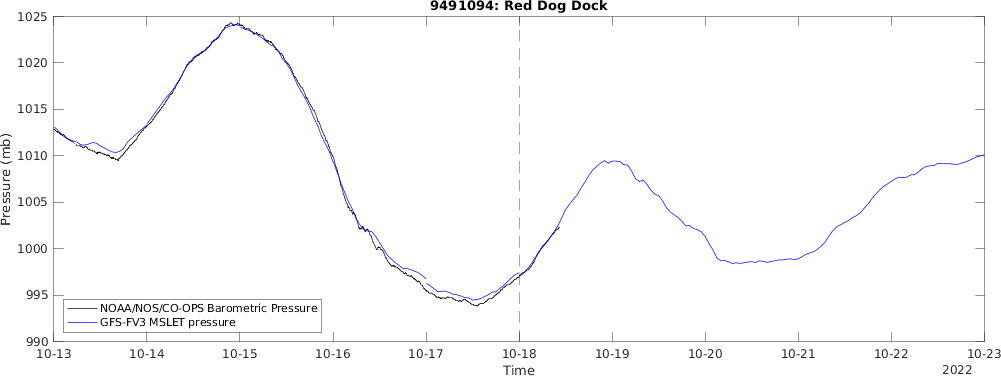 9491094: Red Dog Dock
Pressure (mb)
1025
1020
1015
1010
1005
1000
995
990
NOAA/NOS/CO-OPS Barometric Pressure
GFS-FV3 MSLET pressure
10-13 10-14 10-15 10-16 10-17 10-18 10-19 10-20 10-21 10-22 10-23
Time
2022